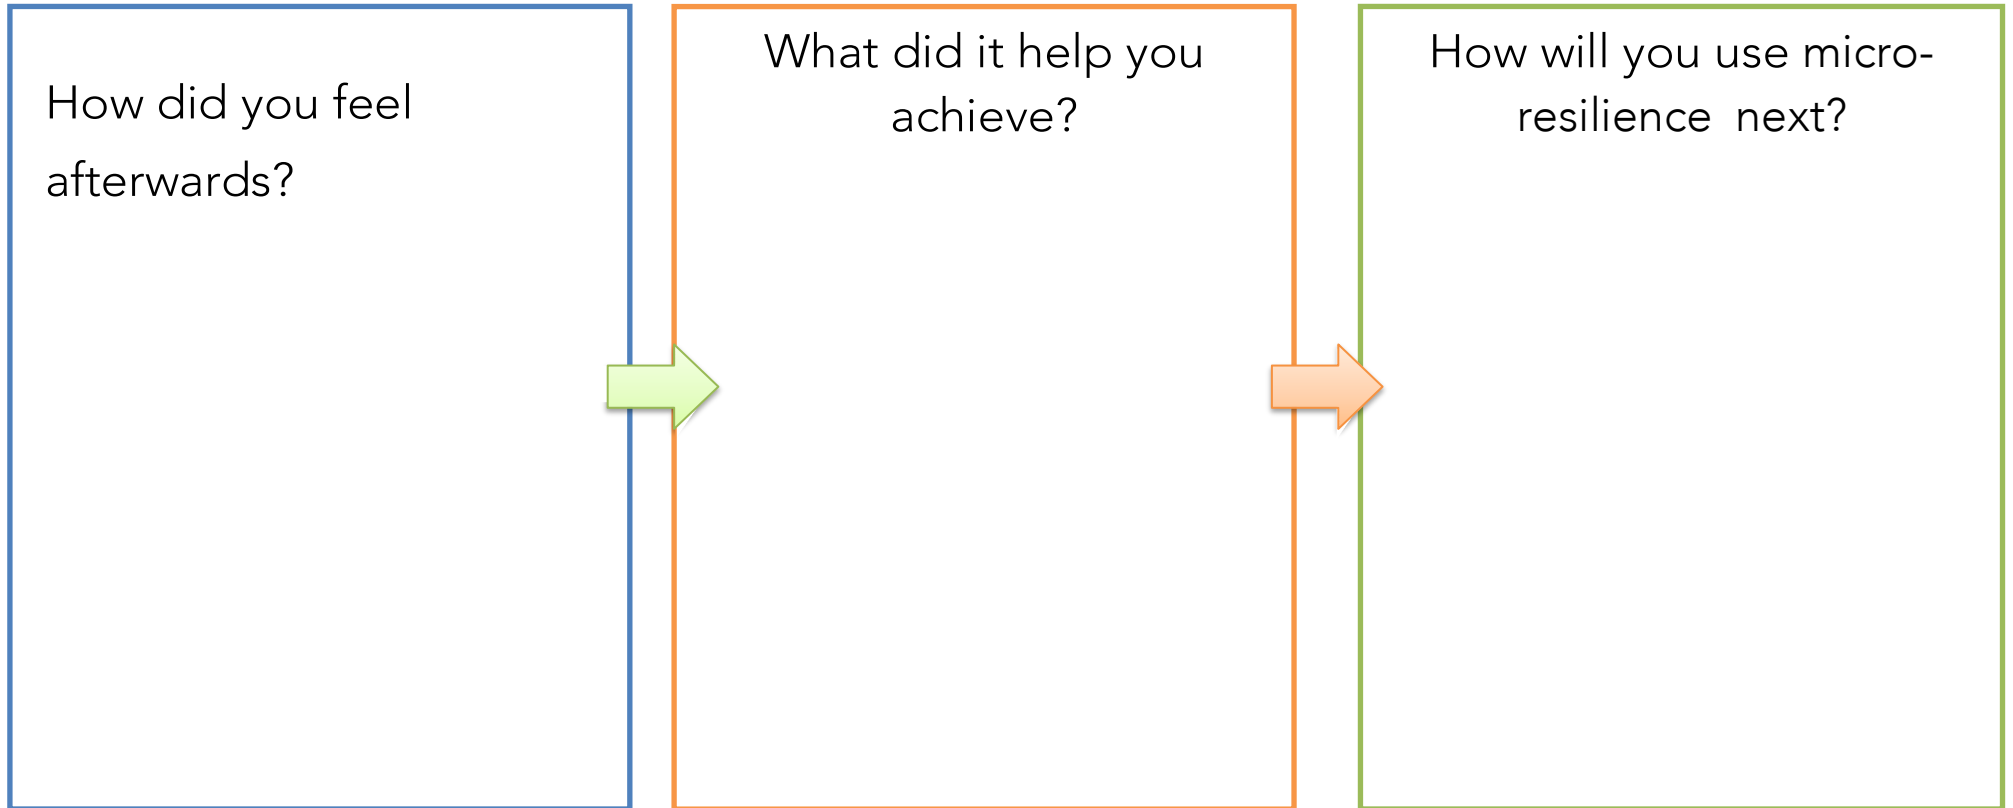 How did you feel
afterwards?
What did it help you
achieve?
How will you use micro-
resilience  next?